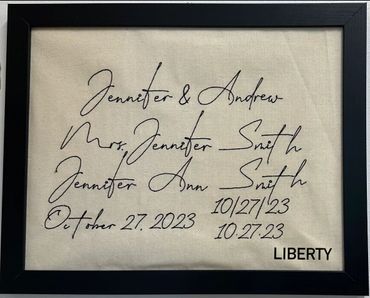 Jennifer & Andrew
Mrs. Jennifer Smith
Jennifer Ann Smith
October 27, 2023
10/27/23
10.27.23
LIBERTY